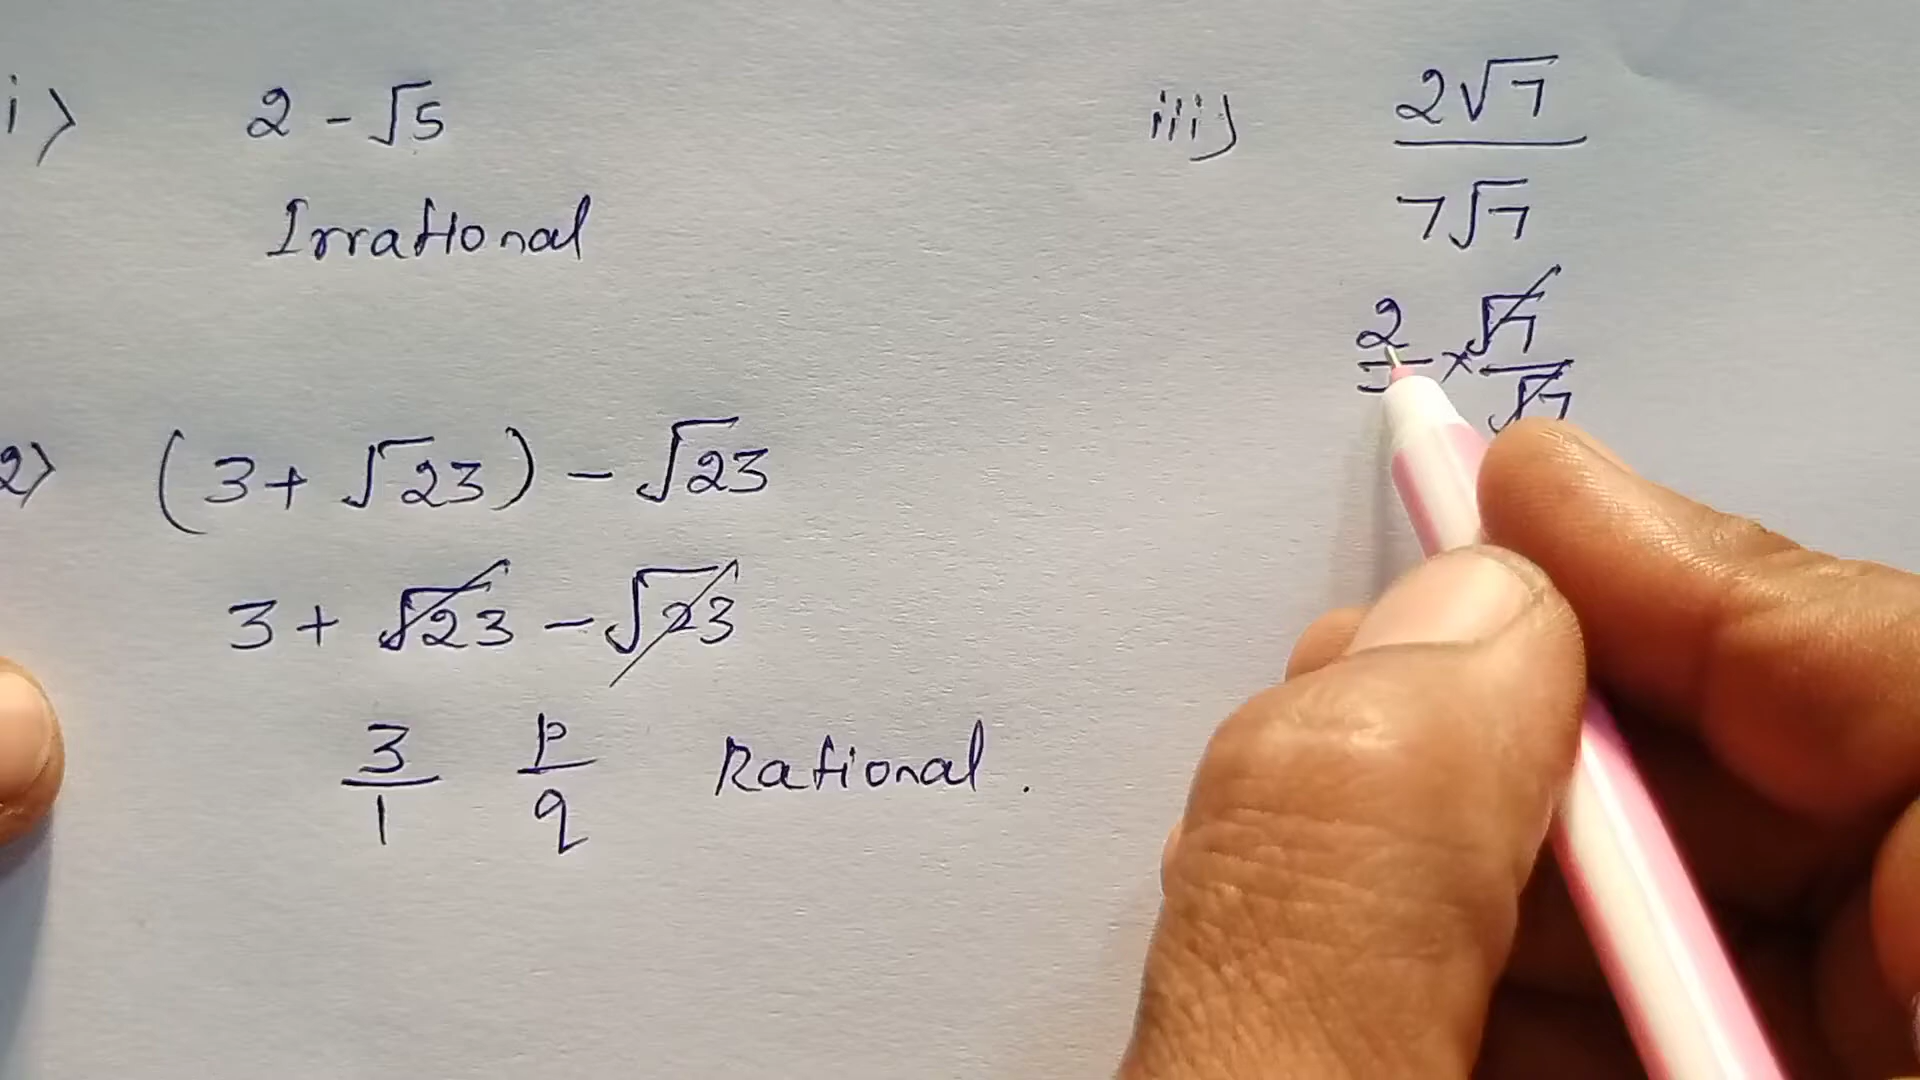 i) 2 - √5
Irrational
2) (3 + √23) - √23
3 + √23 - √23
3/1 p/q Rational.
iii) 2√7
7√7
2 × √7
√7